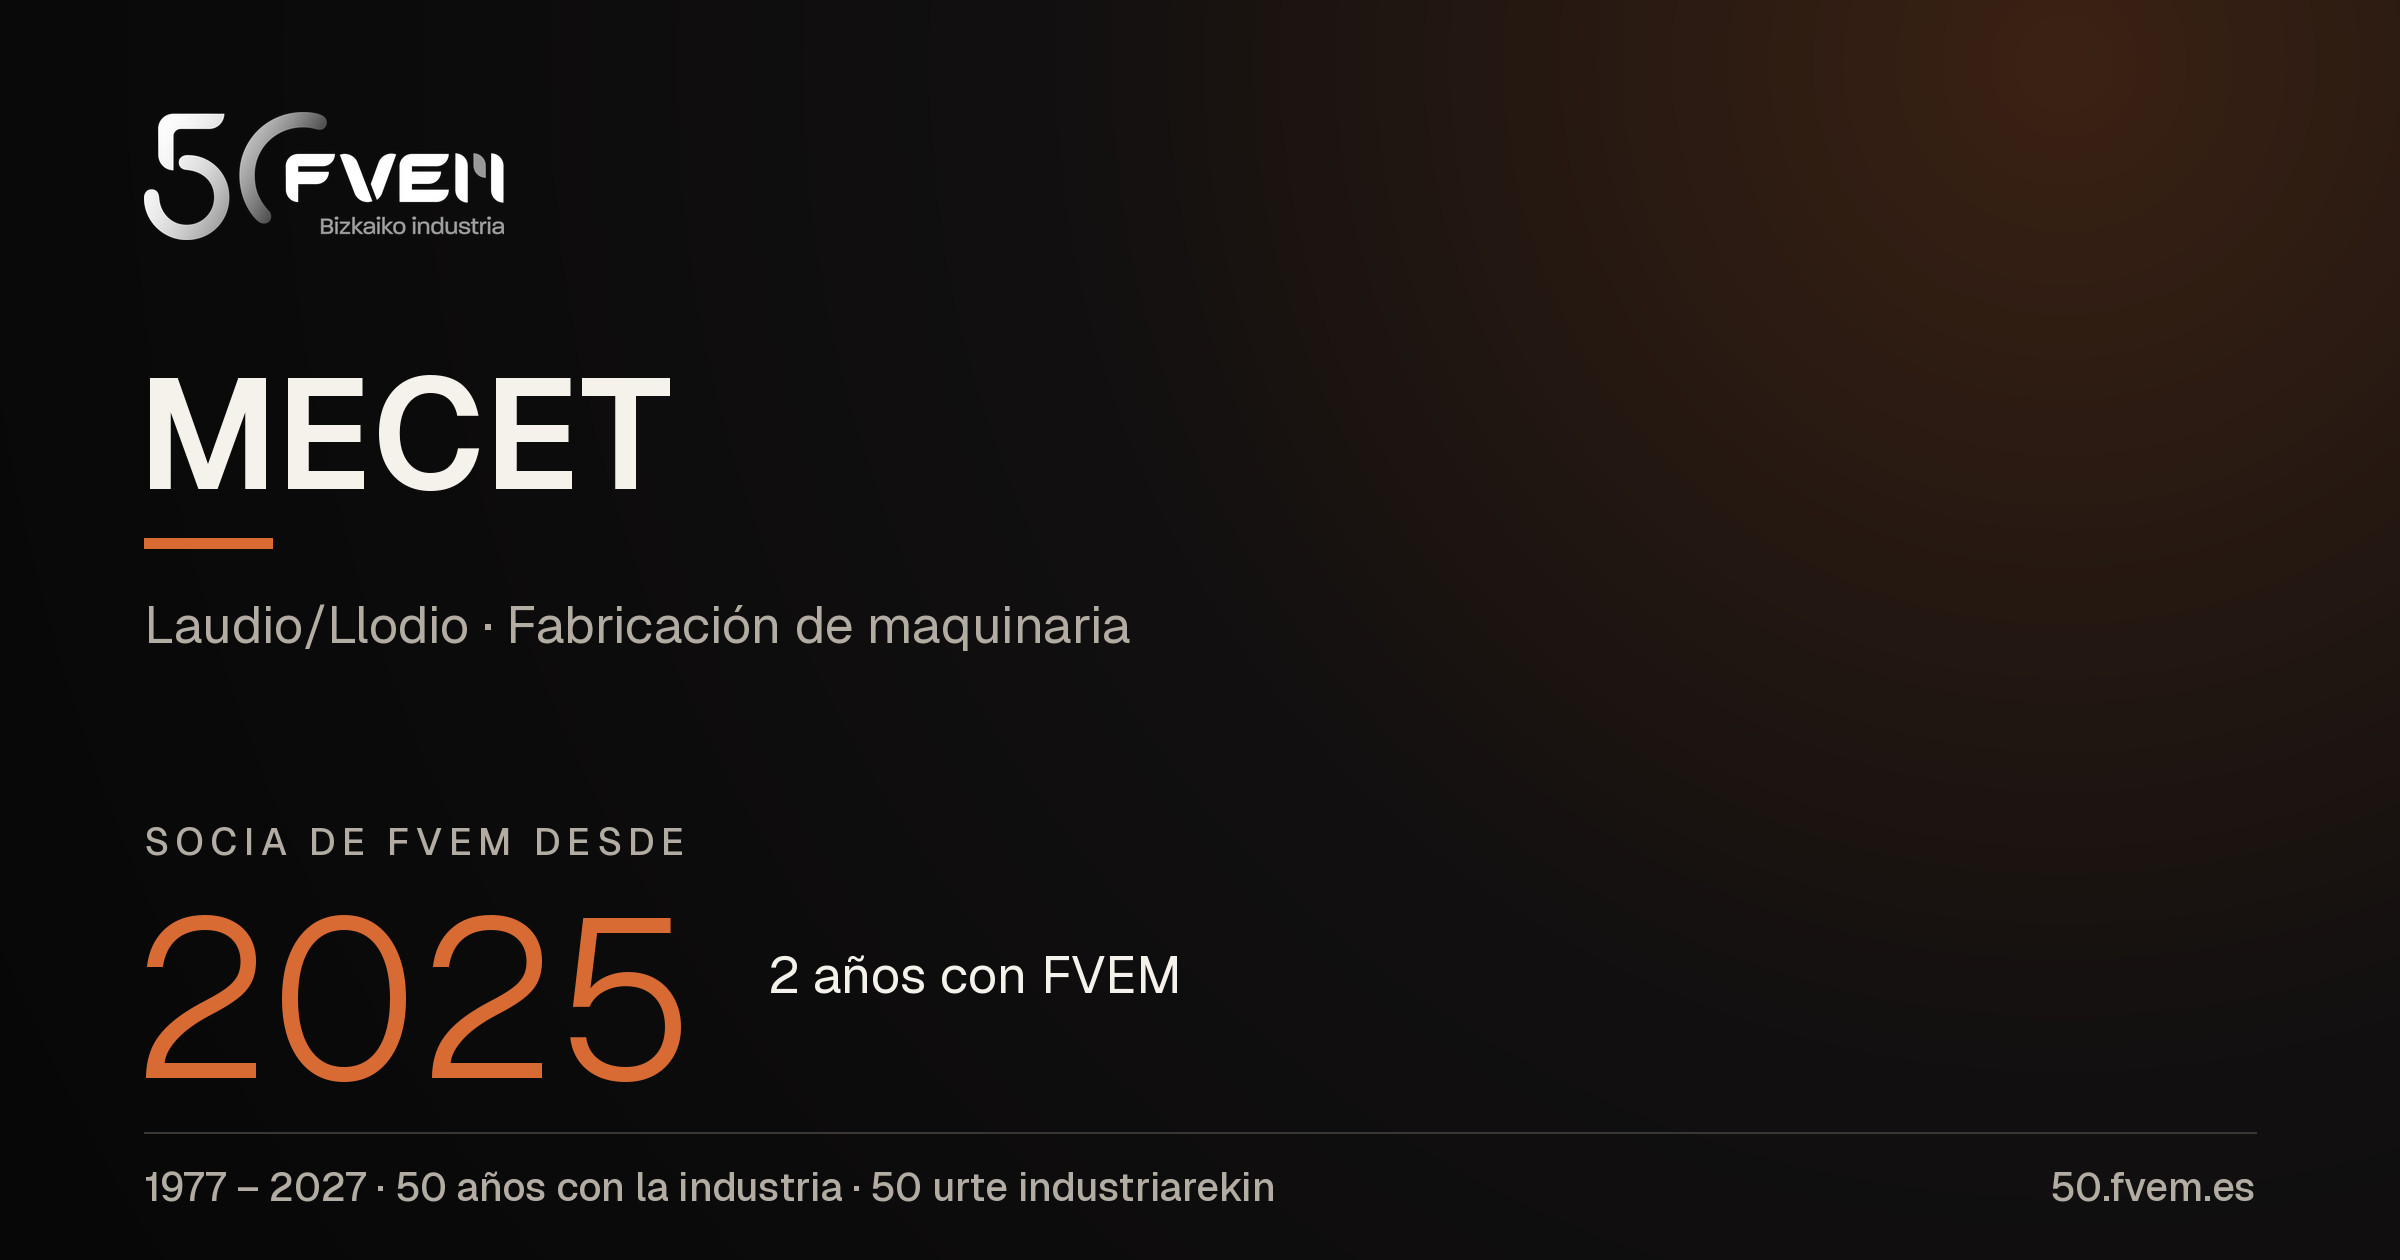 50 FVEM
Bizkaiko industria
MECET
Laudio/Llodio · Fabricación de maquinaria
SOCIA DE FVEM DESDE
2025
2 años con FVEM
1977 – 2027 · 50 años con la industria · 50 urte industriarekin
50.fvem.es